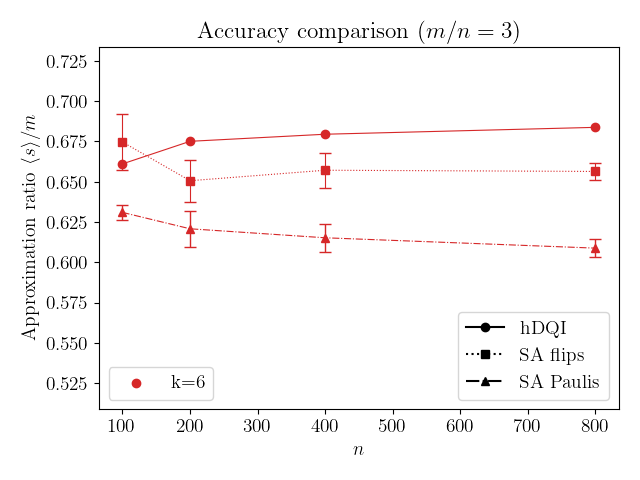 Accuracy comparison (m/n = 3)
Approximation ratio ⟨s⟩/m
0.725
0.700
0.675
0.650
0.625
0.600
0.575
0.550
0.525
k=6
hDQI
SA flips
SA Paulis
100 200 300 400 500 600 700 800
n